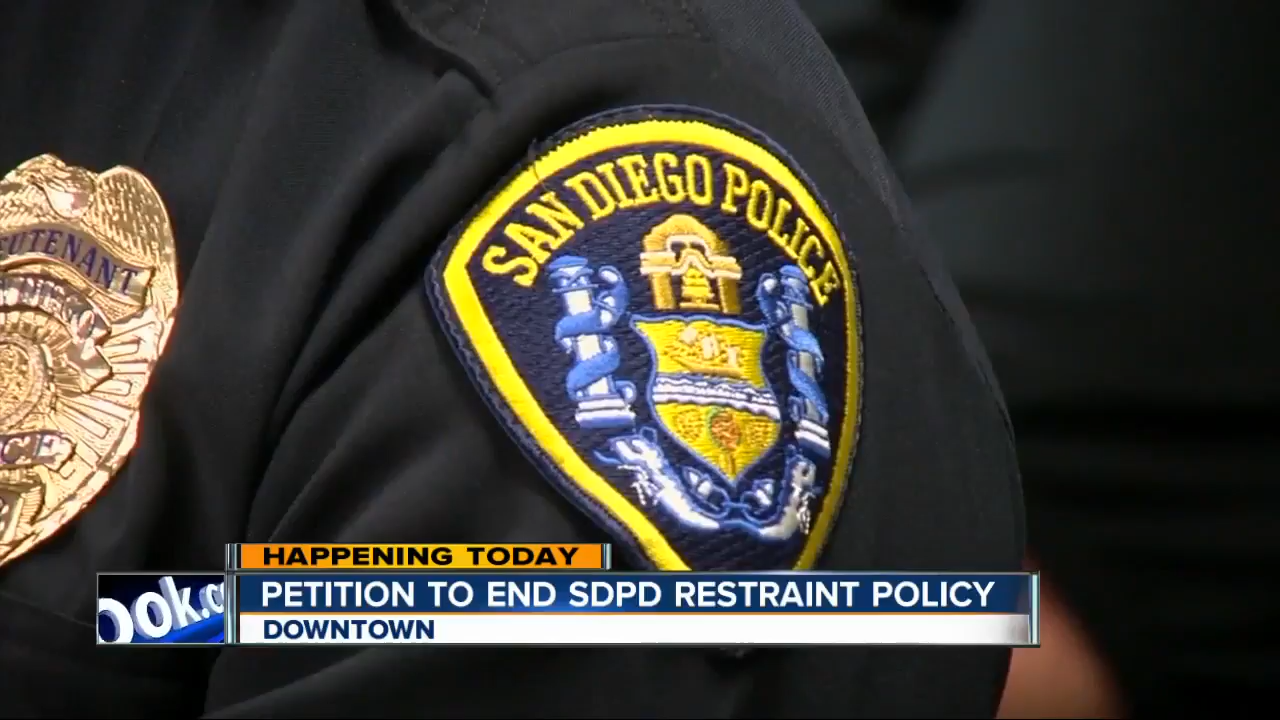 SAN DIEGO POLICE
HAPPENING TODAY
PETITION TO END SDPD RESTRAINT POLICY
DOWNTOWN